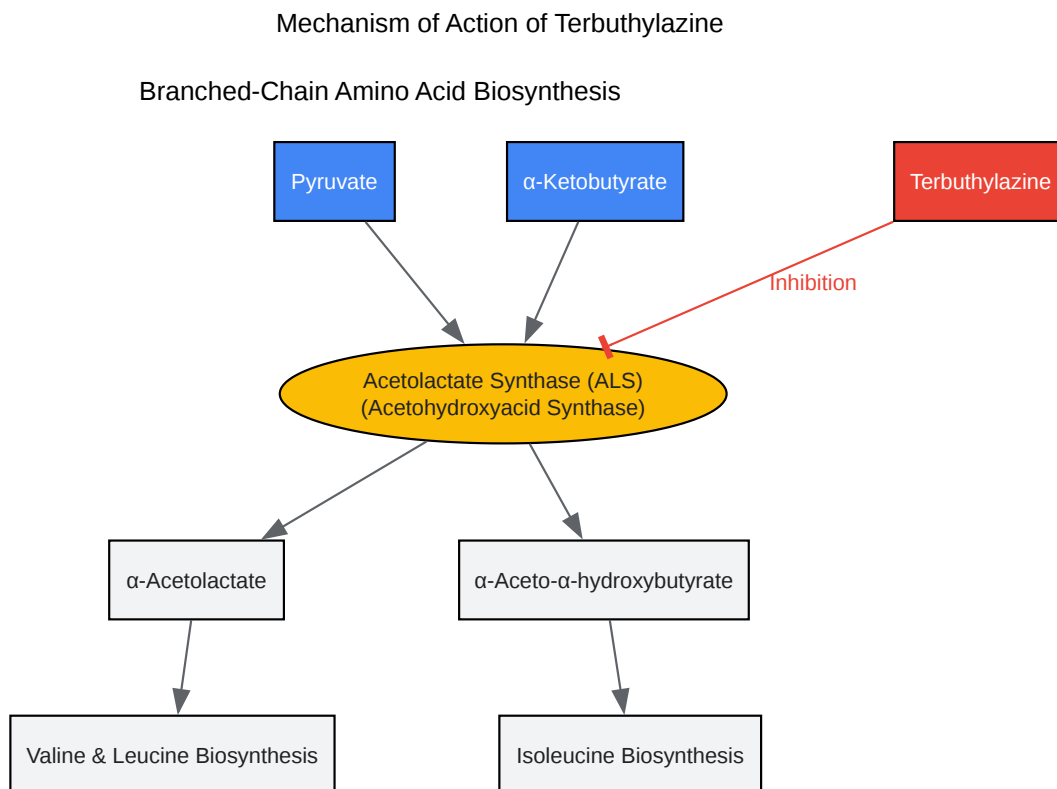 Mechanism of Action of Terbuthylazine
Branched-Chain Amino Acid Biosynthesis
Pyruvate
α-Ketobutyrate
Terbuthylazine
Inhibition
Acetolactate Synthase (ALS)
(Acetohydroxyacid Synthase)
α-Acetolactate
α-Aceto-α-hydroxybutyrate
Valine & Leucine Biosynthesis
Isoleucine Biosynthesis